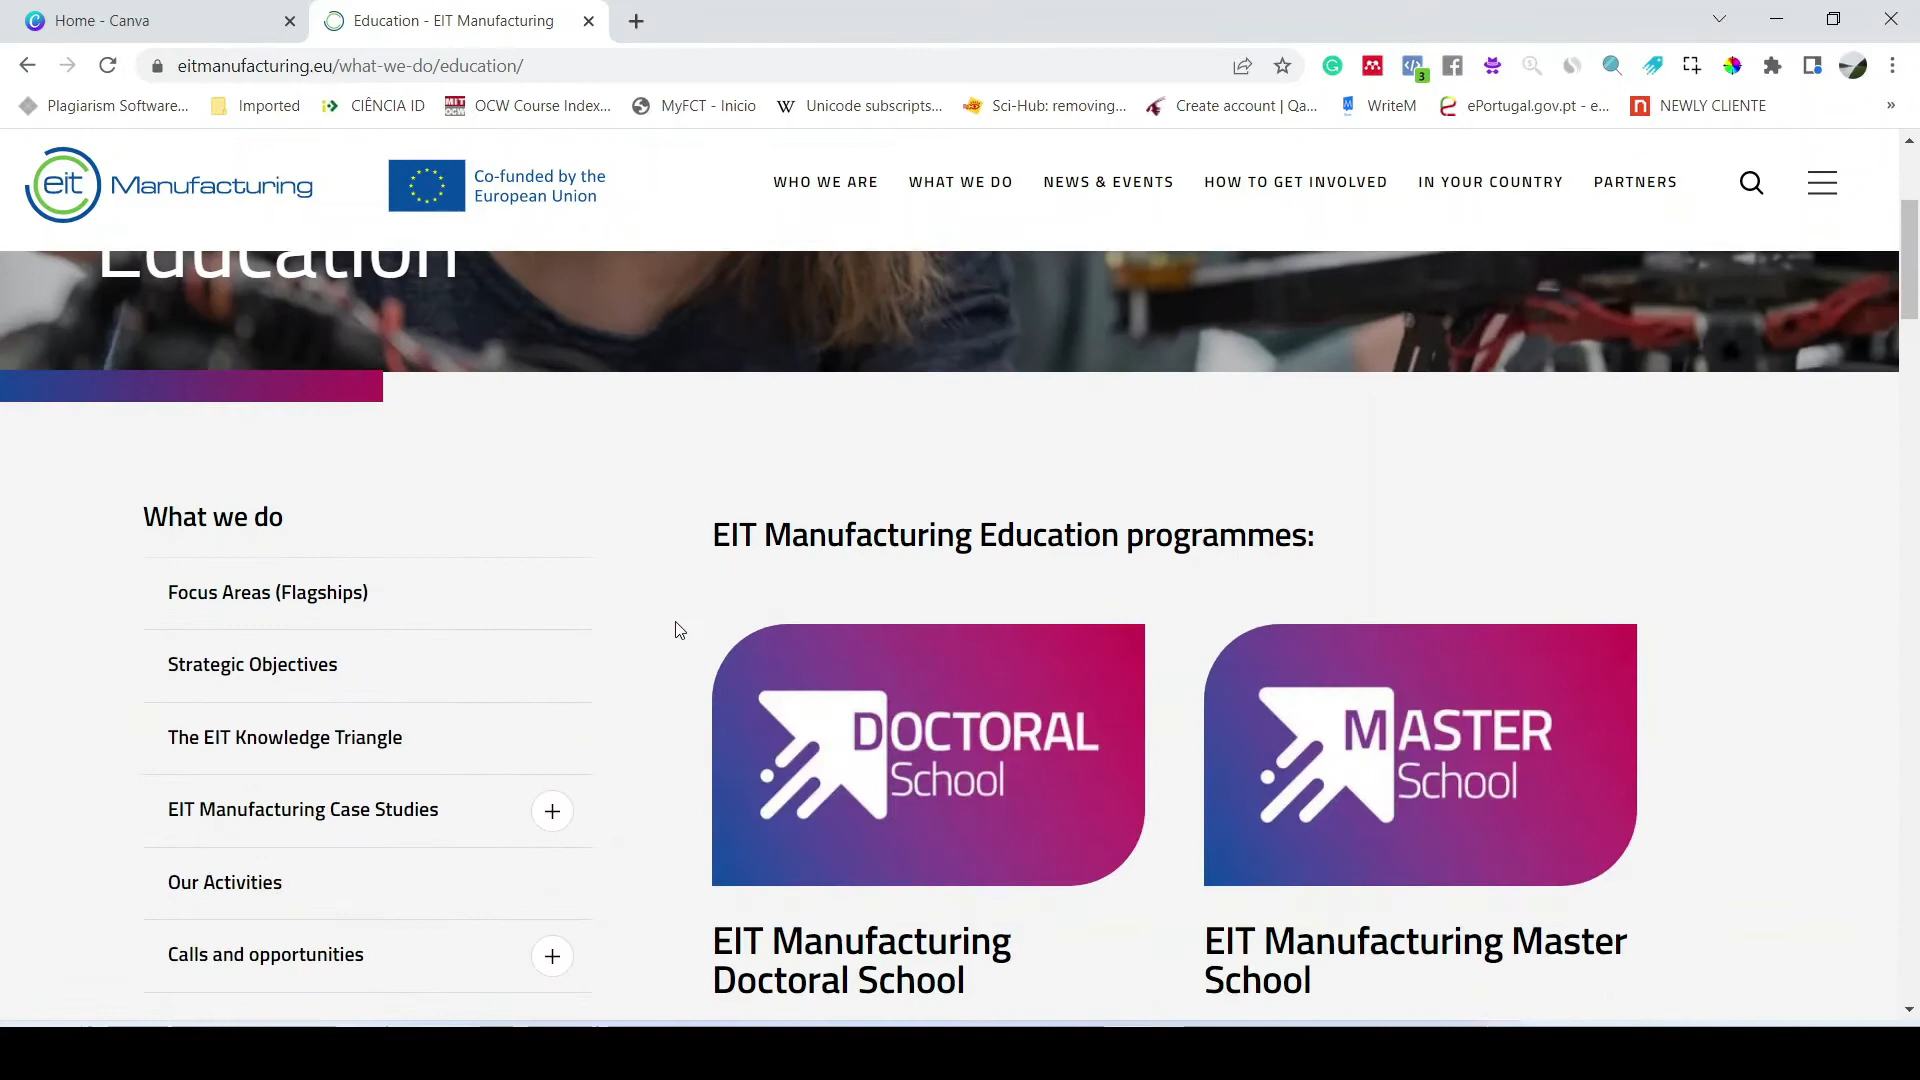 Home - Canva
Education - EIT Manufacturing
eitmanufacturing.eu/what-we-do/education/
3
Plagiarism Software...
Imported
CIÊNCIA ID
MIT
OCW
OCW Course Index...
MyFCT - Inicio
W
Unicode subscripts...
Sci-Hub: removing...
Create account | Qa...
WriteM
ePortugal.gov.pt - e...
n
NEWLY CLIENTE
»
eit Manufacturing
Co-funded by the
European Union
WHO WE ARE
WHAT WE DO
NEWS & EVENTS
HOW TO GET INVOLVED
IN YOUR COUNTRY
PARTNERS
Education
What we do
Focus Areas (Flagships)
Strategic Objectives
The EIT Knowledge Triangle
EIT Manufacturing Case Studies
Our Activities
Calls and opportunities
EIT Manufacturing Education programmes:
DOCTORAL
School
EIT Manufacturing
Doctoral School
MASTER
School
EIT Manufacturing Master
School